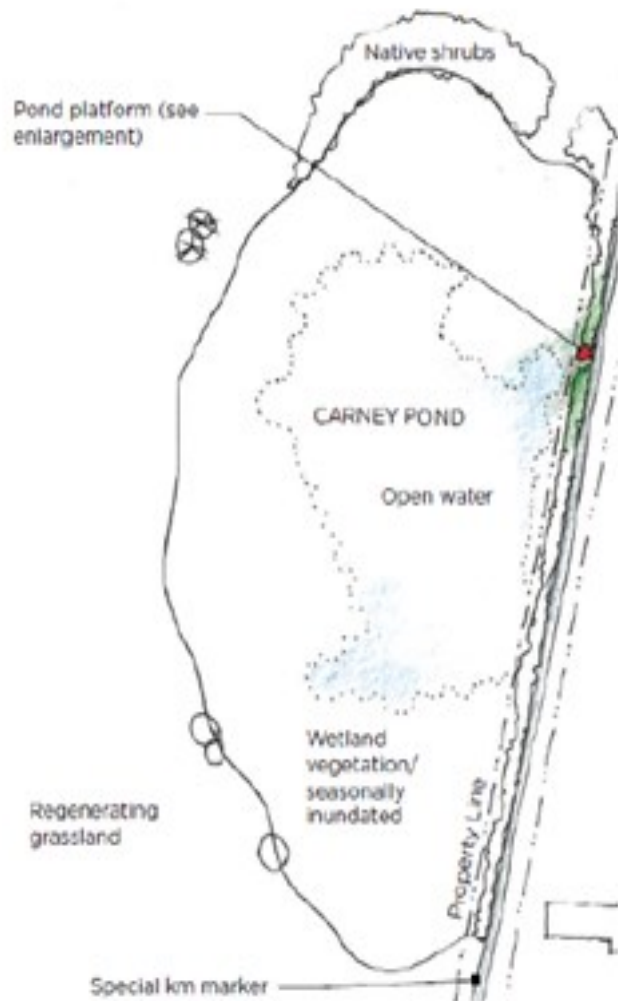 Native shrubs
Pond platform (see
enlargement)
CARNEY POND
Open water
Wetland
vegetation/
seasonally
inundated
Regenerating
grassland
Property Line
Special km marker